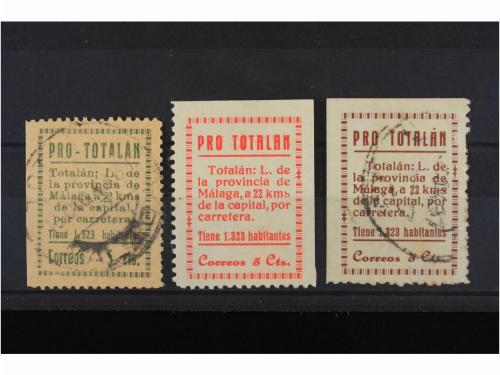 PRO - TOTALÁN
Totalán: L. de
la provincia de
Málaga, a 22 kms
de la capital,
por carretera.
Tiene 1.323 habitantes
Correos Cts.
PRO TOTALÁN
Totalán: L. de
la provincia de
Málaga, a 22 kms
de la capital, por
carretera.
Tiene 1.323 habitantes
Correos 5 Cts.
PRO TOTALÁN
Totalán: L. de
la provincia de
Málaga, a 22 kms
de la capital, por
carretera.
Tiene 1.323 habitantes
Correos 5 Cts.